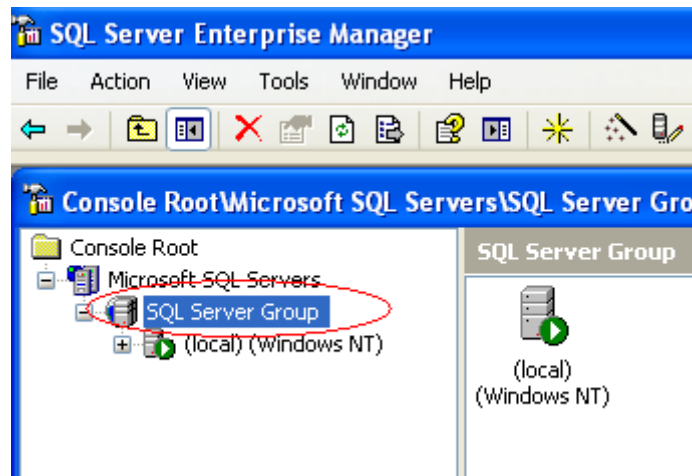 SQL Server Enterprise Manager
File Action View Tools Window Help
Console Root\Microsoft SQL Servers\SQL Server Gro
Console Root
Microsoft SQL Servers
SQL Server Group
(local) (Windows NT)
SQL Server Group
(local)
(Windows NT)